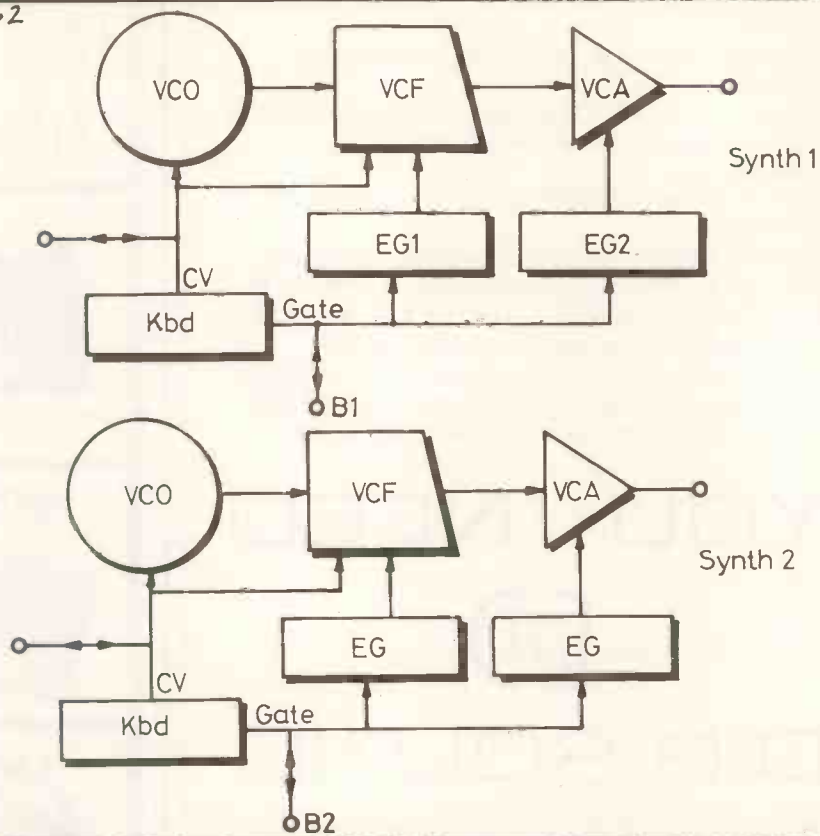 2
VCO
VCF
VCA
Synth 1
EG1
EG2
CV
Kbd
Gate
B1
VCO
VCF
VCA
Synth 2
EG
EG
CV
Kbd
Gate
B2